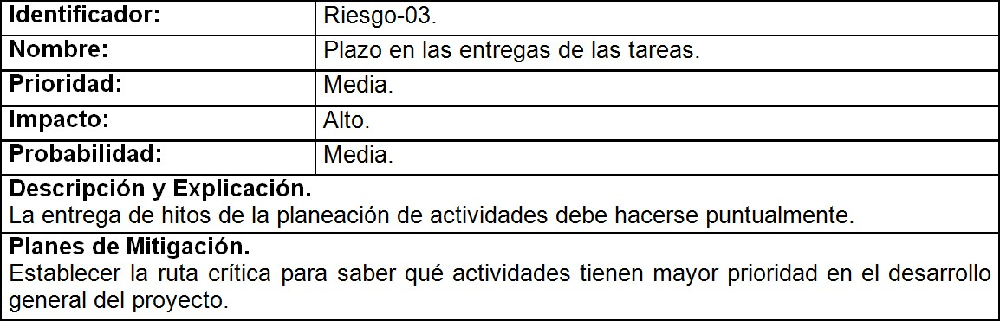 Identificador: Riesgo-03.
Nombre: Plazo en las entregas de las tareas.
Prioridad: Media.
Impacto: Alto.
Probabilidad: Media.
Descripción y Explicación.
La entrega de hitos de la planeación de actividades debe hacerse puntualmente.
Planes de Mitigación.
Establecer la ruta crítica para saber qué actividades tienen mayor prioridad en el desarrollo
general del proyecto.